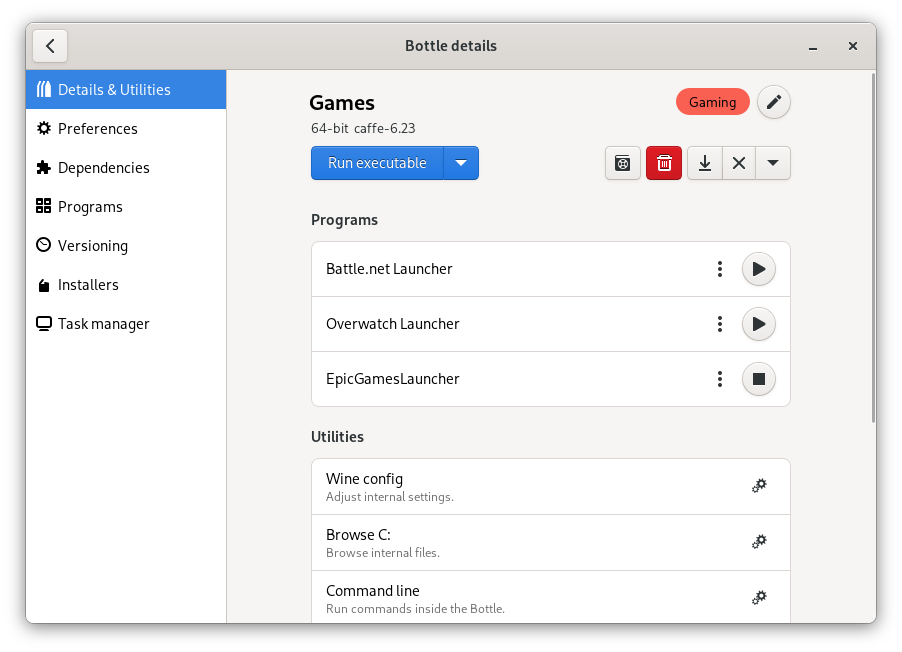 Bottle details
Details & Utilities
Preferences
Dependencies
Programs
Versioning
Installers
Task manager
Games
Gaming
64-bit caffe-6.23
Run executable
Programs
Battle.net Launcher
Overwatch Launcher
EpicGamesLauncher
Utilities
Wine config
Adjust internal settings.
Browse C:
Browse internal files.
Command line
Run commands inside the Bottle.